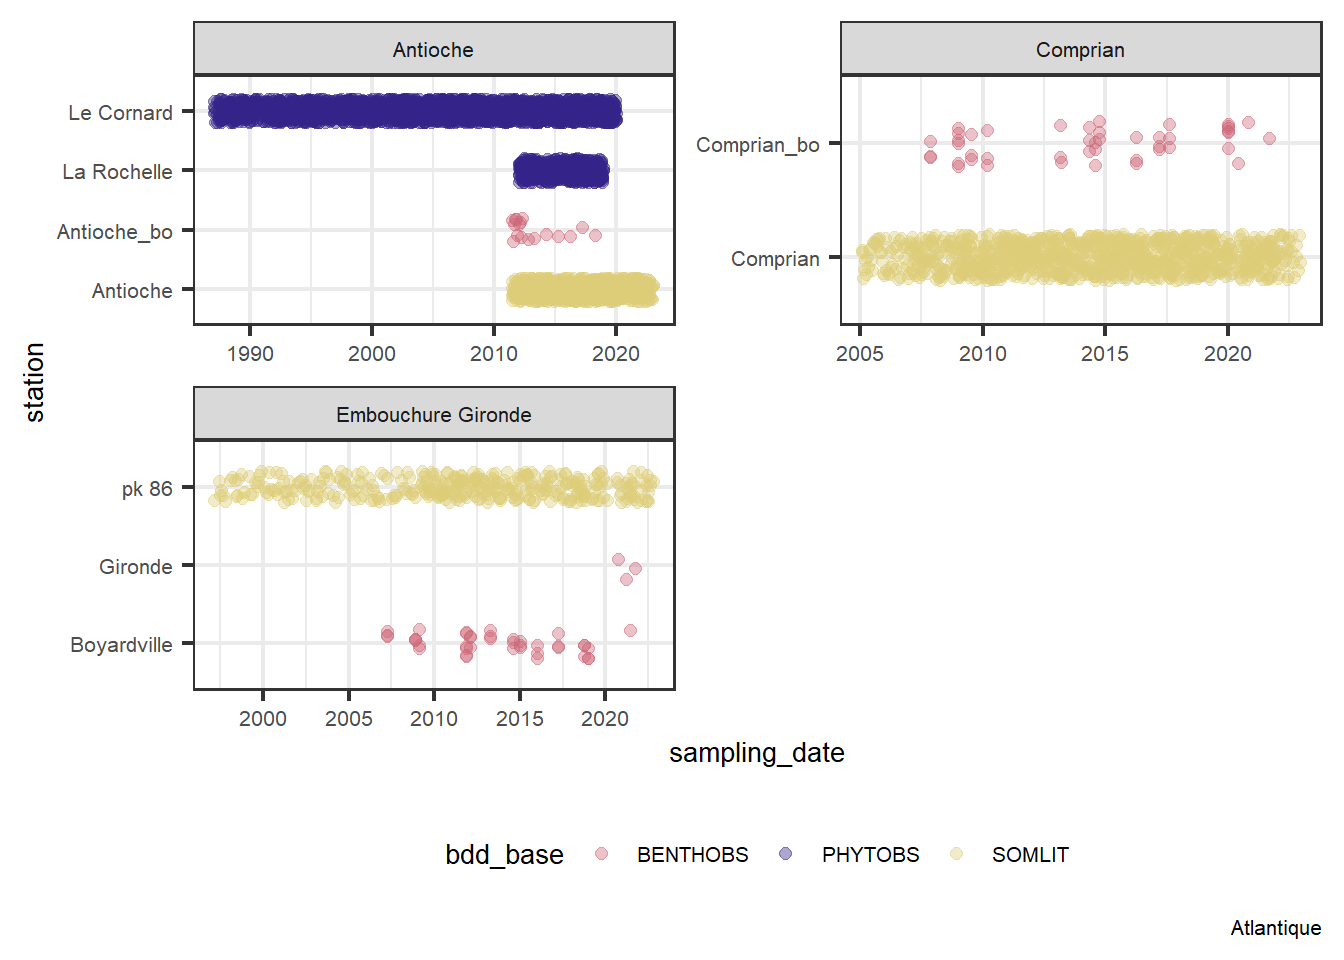 Antioche
Comprian
Le Cornard
La Rochelle
Antioche_bo
Antioche
1990 2000 2010 2020
Comprian_bo
Comprian
2005 2010 2015 2020
station
Embouchure Gironde
pk 86
Gironde
Boyardville
2000 2005 2010 2015 2020
sampling_date
bdd_base BENTHOBS PHYTOBS SOMLIT
Atlantique